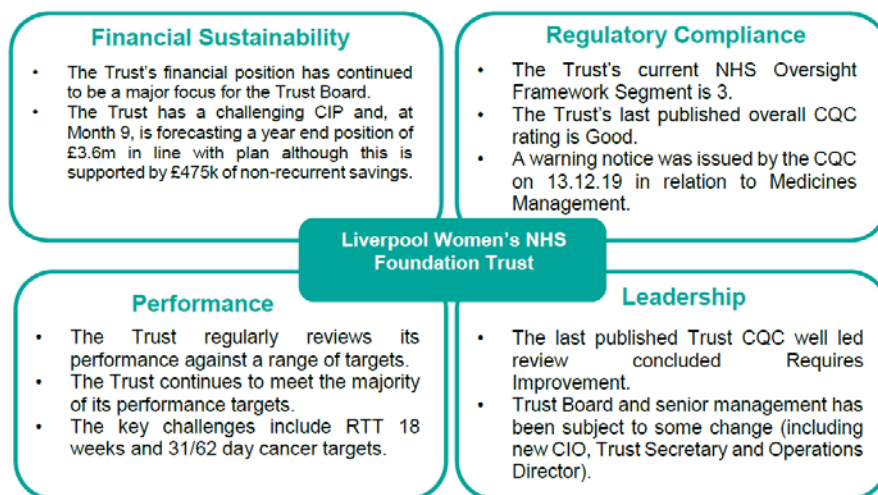 Financial Sustainability
• The Trust's financial position has continued
to be a major focus for the Trust Board.
• The Trust has a challenging CIP and, at
Month 9, is forecasting a year end position of
£3.6m in line with plan although this is
supported by £475k of non-recurrent savings.
Regulatory Compliance
• The Trust's current NHS Oversight
Framework Segment is 3.
• The Trust's last published overall CQC
rating is Good.
• A warning notice was issued by the CQC
on 13.12.19 in relation to Medicines
Management.
Liverpool Women's NHS
Foundation Trust
Performance
• The Trust regularly reviews its
performance against a range of targets.
• The Trust continues to meet the majority
of its performance targets.
• The key challenges include RTT 18
weeks and 31/62 day cancer targets.
Leadership
• The last published Trust CQC well led
review concluded Requires
Improvement.
• Trust Board and senior management has
been subject to some change (including
new CIO, Trust Secretary and Operations
Director).